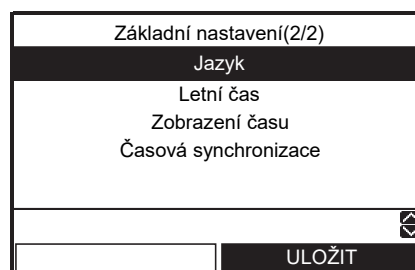 Základní nastavení(2/2)
Jazyk
Letní čas
Zobrazení času
Časová synchronizace
ULOŽIT